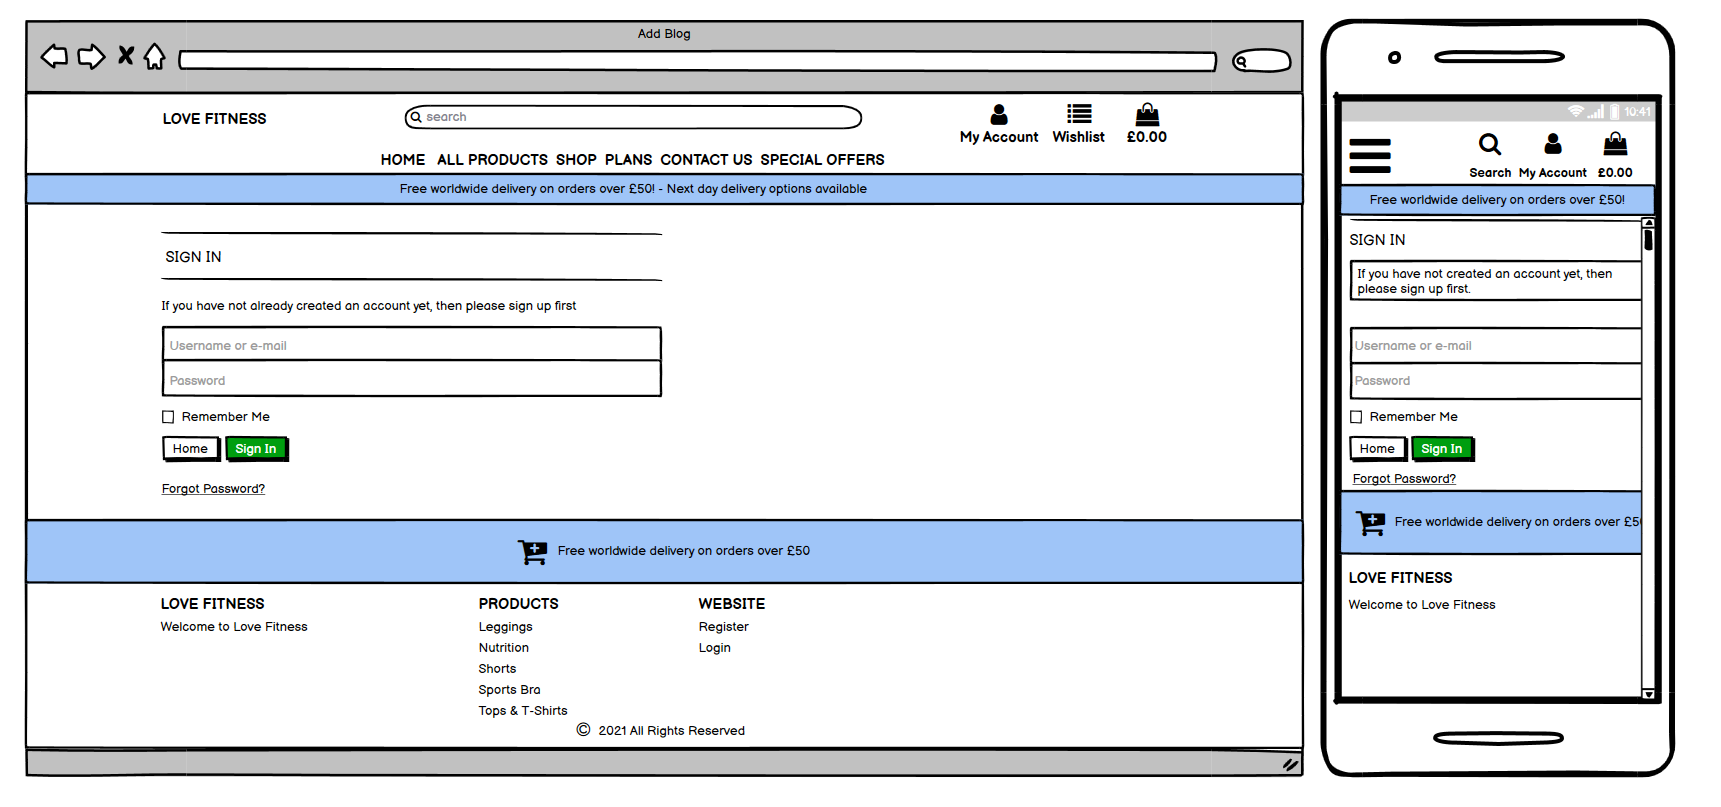 Add Blog
LOVE FITNESS
search
My Account Wishlist £0.00
HOME ALL PRODUCTS SHOP PLANS CONTACT US SPECIAL OFFERS
Free worldwide delivery on orders over £50! - Next day delivery options available
SIGN IN
If you have not already created an account yet, then please sign up first
Username or e-mail
Password
Remember Me
Home Sign In
Forgot Password?
Free worldwide delivery on orders over £50
LOVE FITNESS
Welcome to Love Fitness
PRODUCTS
Leggings
Nutrition
Shorts
Sports Bra
Tops & T-Shirts
WEBSITE
Register
Login
© 2021 All Rights Reserved
10:41
Search My Account £0.00
Free worldwide delivery on orders over £50!
SIGN IN
If you have not created an account yet, then
please sign up first.
Username or e-mail
Password
Remember Me
Home Sign In
Forgot Password?
Free worldwide delivery on orders over £5
LOVE FITNESS
Welcome to Love Fitness